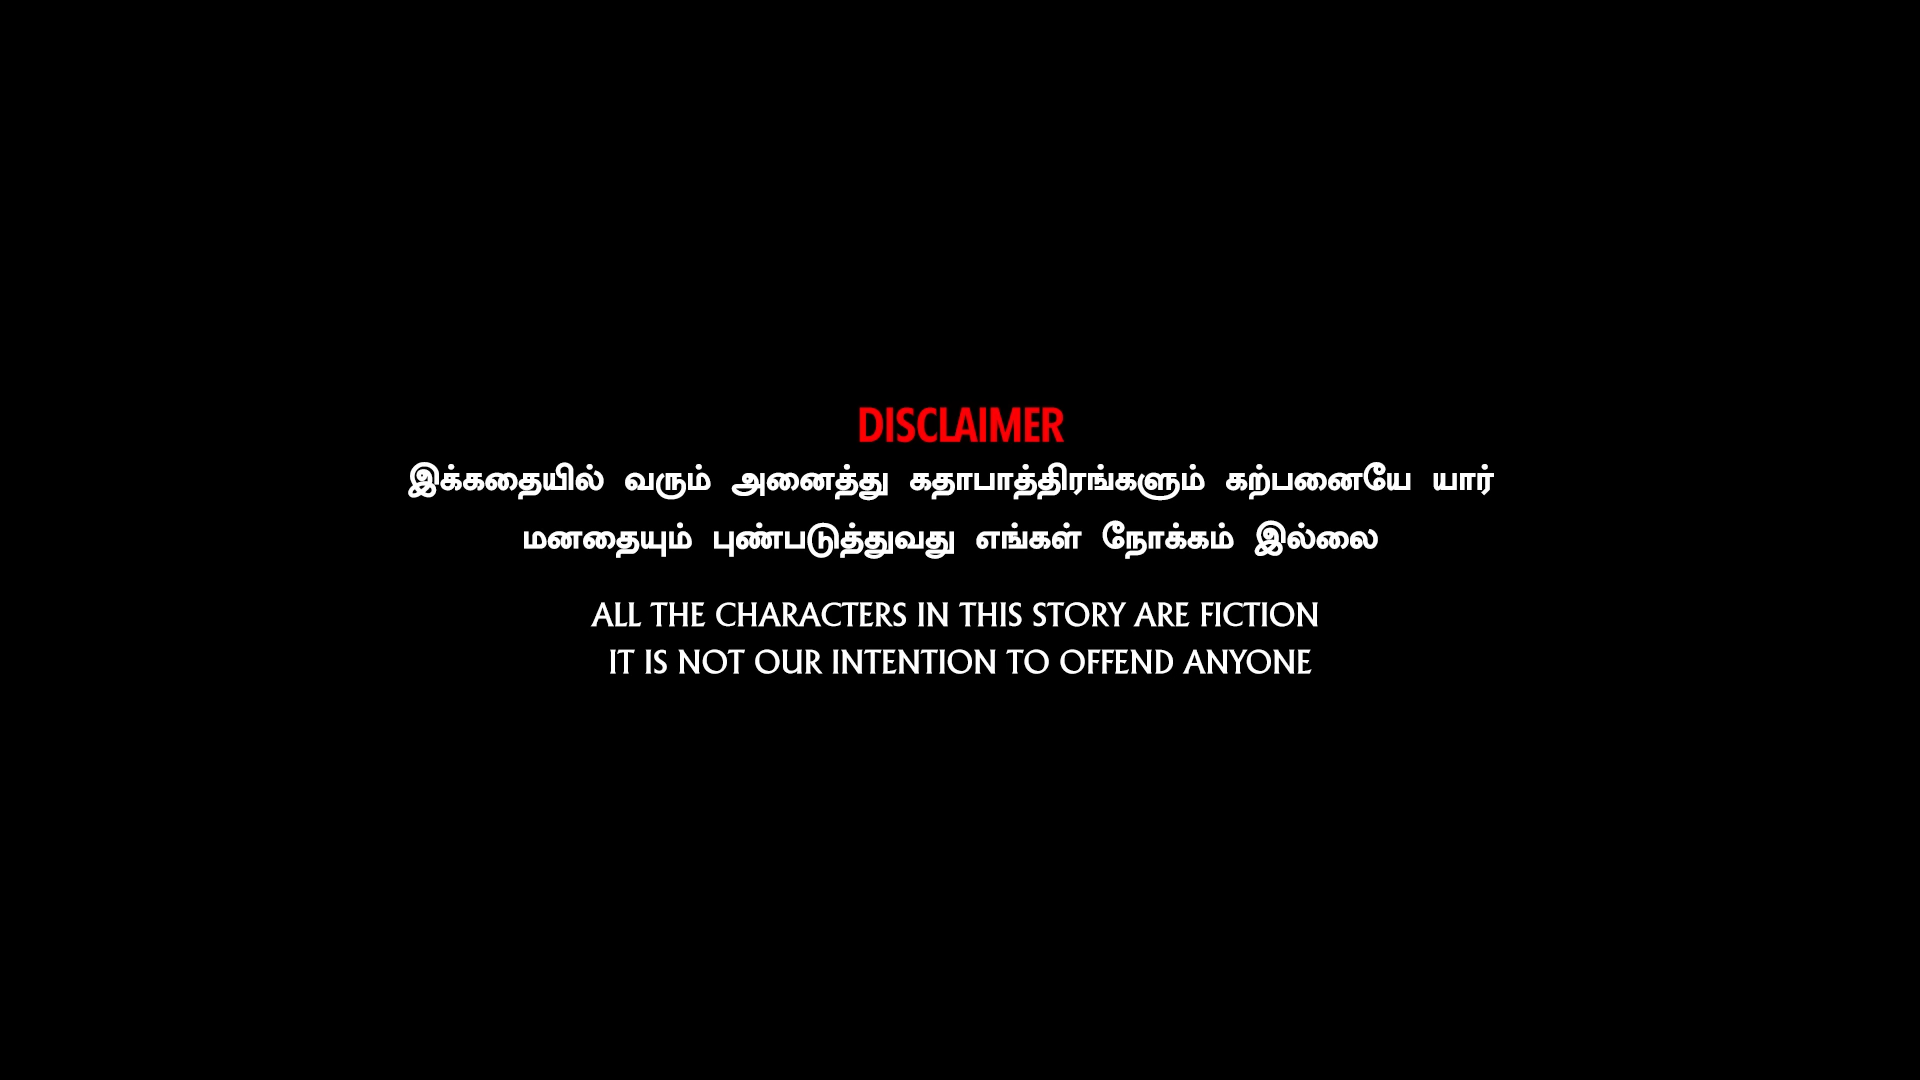 DISCLAIMER
இக்கதையில் வரும் அனைத்து கதாபாத்திரங்களும் கற்பனையே யார்
மனதையும் புண்படுத்துவது எங்கள் நோக்கம் இல்லை
ALL THE CHARACTERS IN THIS STORY ARE FICTION
IT IS NOT OUR INTENTION TO OFFEND ANYONE